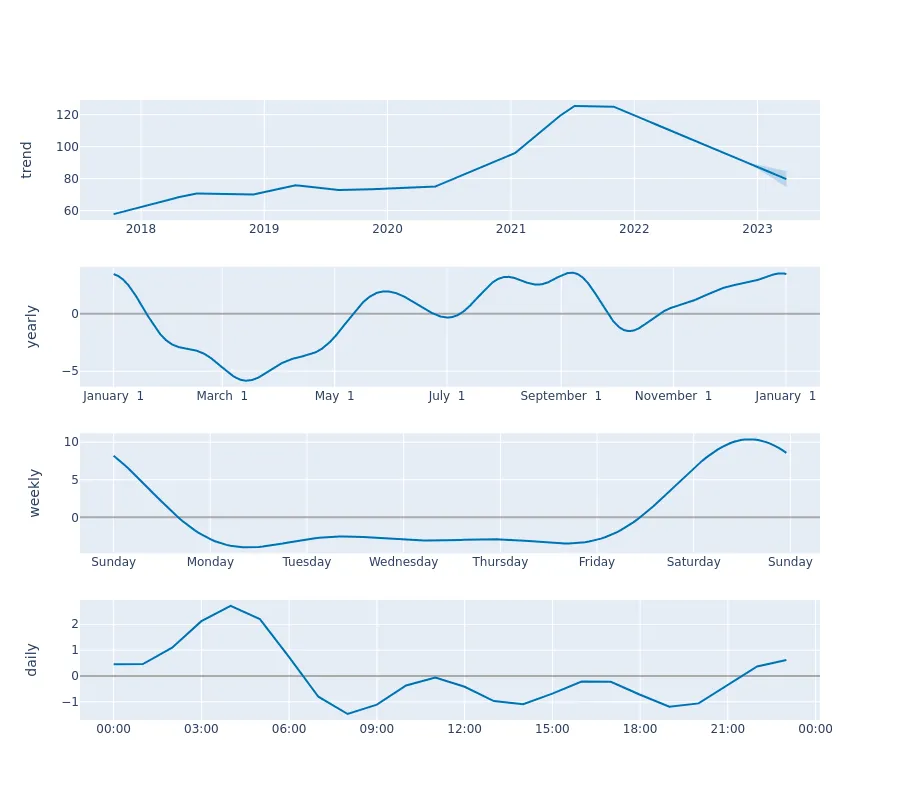 trend
120
100
80
60
2018 2019 2020 2021 2022 2023
yearly
0
−5
January 1 March 1 May 1 July 1 September 1 November 1 January 1
weekly
10
5
0
Sunday Monday Tuesday Wednesday Thursday Friday Saturday Sunday
daily
2
1
0
−1
00:00 03:00 06:00 09:00 12:00 15:00 18:00 21:00 00:00